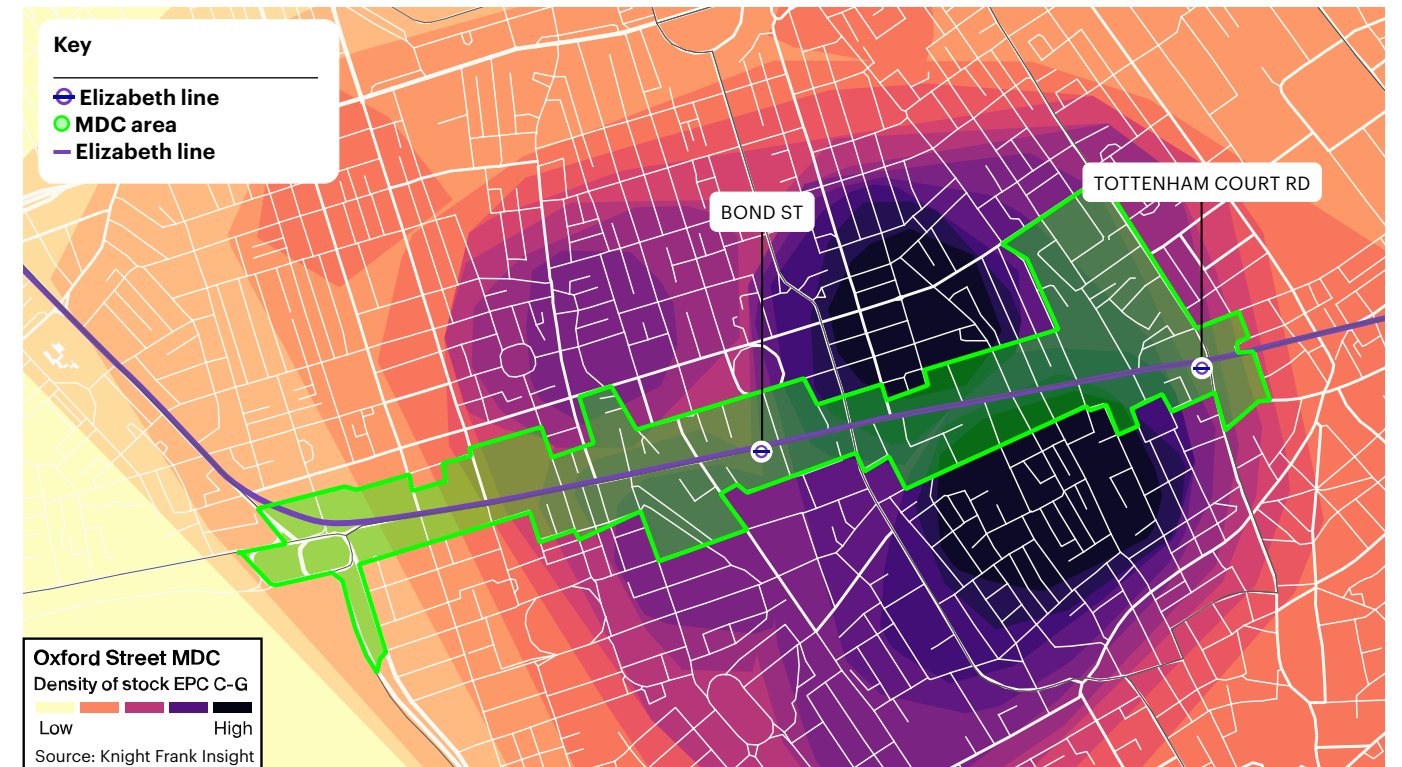 Key
Elizabeth line
MDC area
Elizabeth line
TOTTENHAM COURT RD
BOND ST
Oxford Street MDC
Density of stock EPC C-G
Low High
Source: Knight Frank Insight